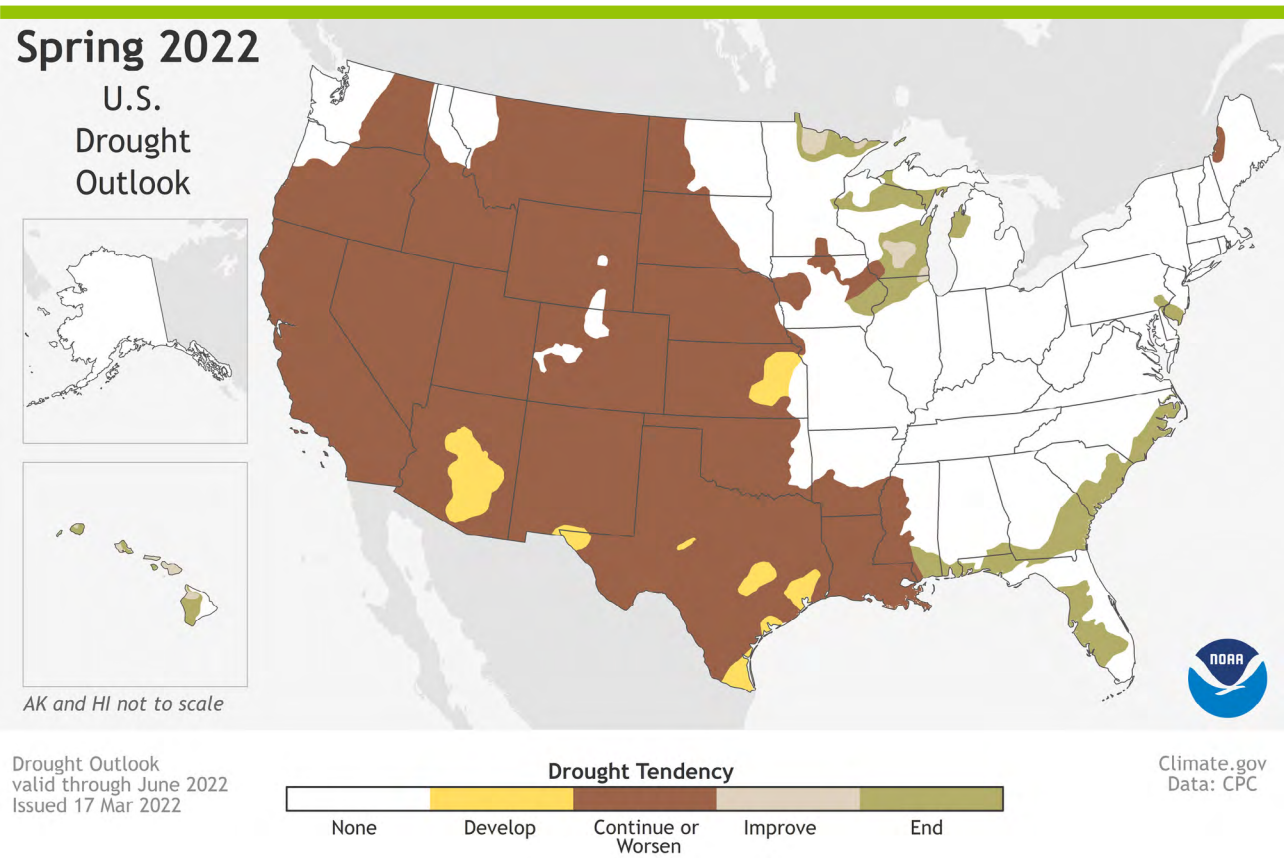 Spring 2022
U.S.
Drought
Outlook
AK and HI not to scale
NOAA
Drought Outlook
valid through June 2022
Issued 17 Mar 2022
Drought Tendency
None
Develop
Continue or
Worsen
Improve
End
Climate.gov
Data: CPC